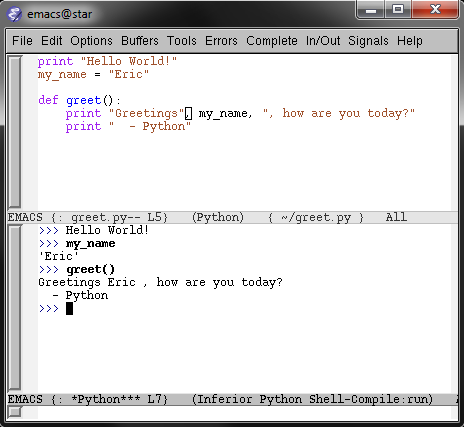 emacs@star
File Edit Options Buffers Tools Errors Complete In/Out Signals Help
print "Hello World!"
my_name = "Eric"
def greet():
    print "Greetings", my_name, ", how are you today?"
    print "  - Python"
EMACS {: greet.py-- L5}   (Python)   { ~/greet.py }   All
>>> Hello World!
>>> my_name
'Eric'
>>> greet()
Greetings Eric , how are you today?
  - Python
>>>
EMACS {: *Python*** L7}   (Inferior Python Shell-Compile:run)   A